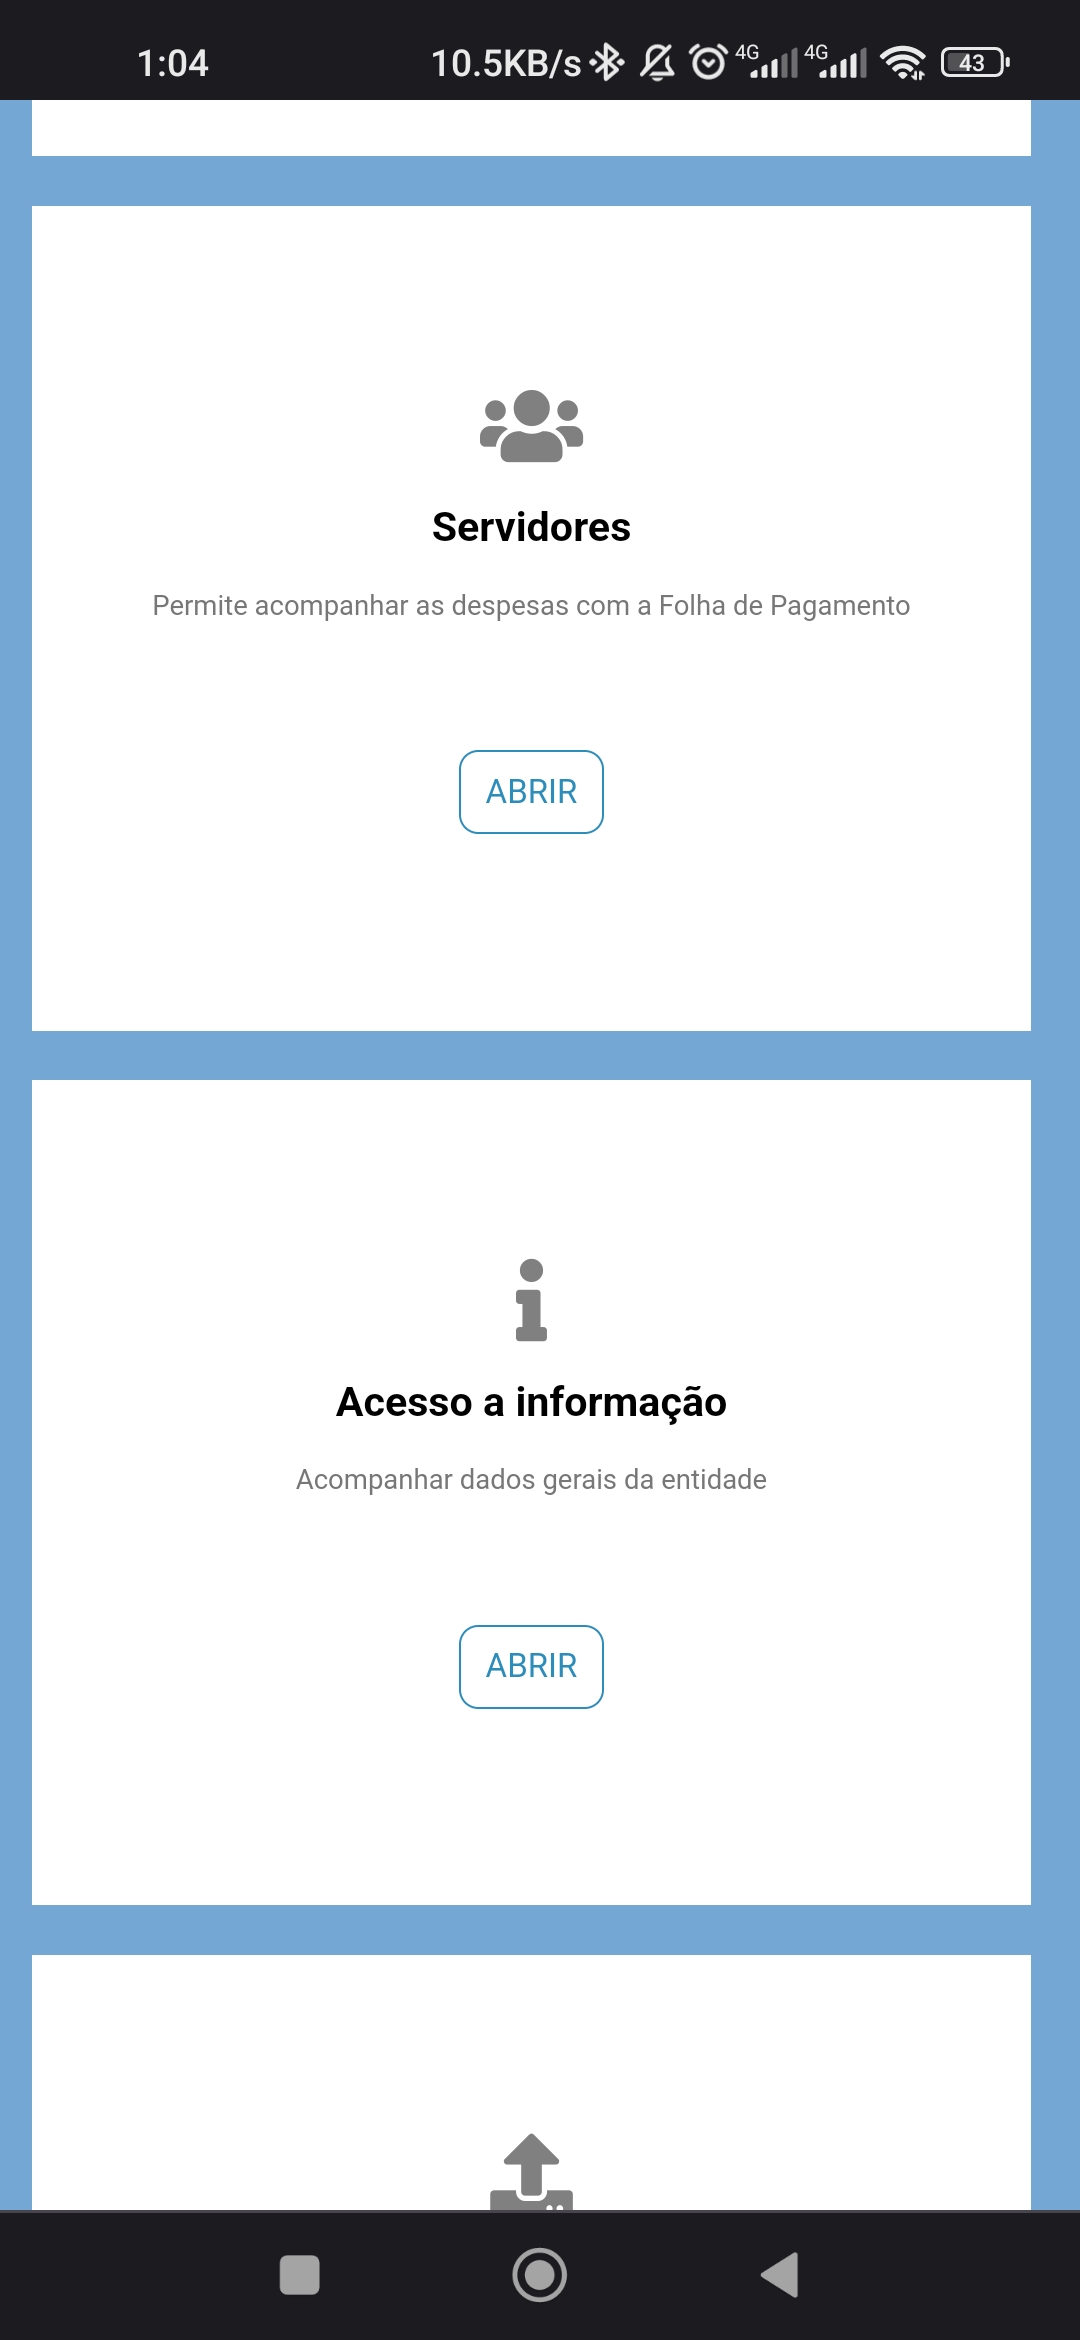 1:04 10.5KB/s 4G 4G 43
Servidores
Permite acompanhar as despesas com a Folha de Pagamento
ABRIR
Acesso a informação
Acompanhar dados gerais da entidade
ABRIR